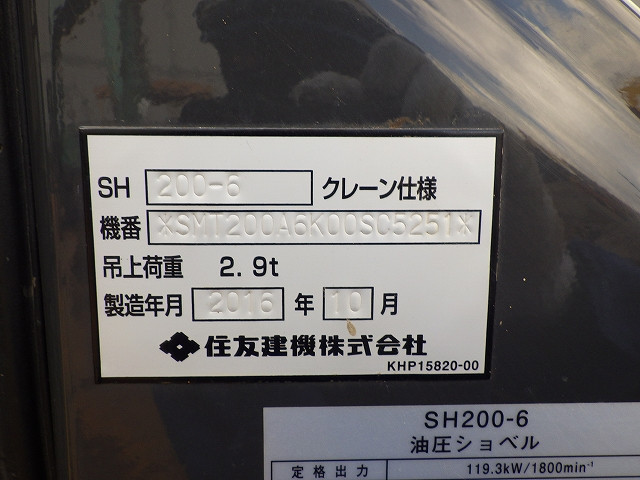 SH 200-6 クレーン仕様
機番 *SMT200A6K00SC5251*
吊上荷重 2.9t
製造年月 2016 年 10 月
住友建機株式会社
KHP15820-00
SH200-6
油圧ショベル
定格出力 119.3kW/1800min⁻¹